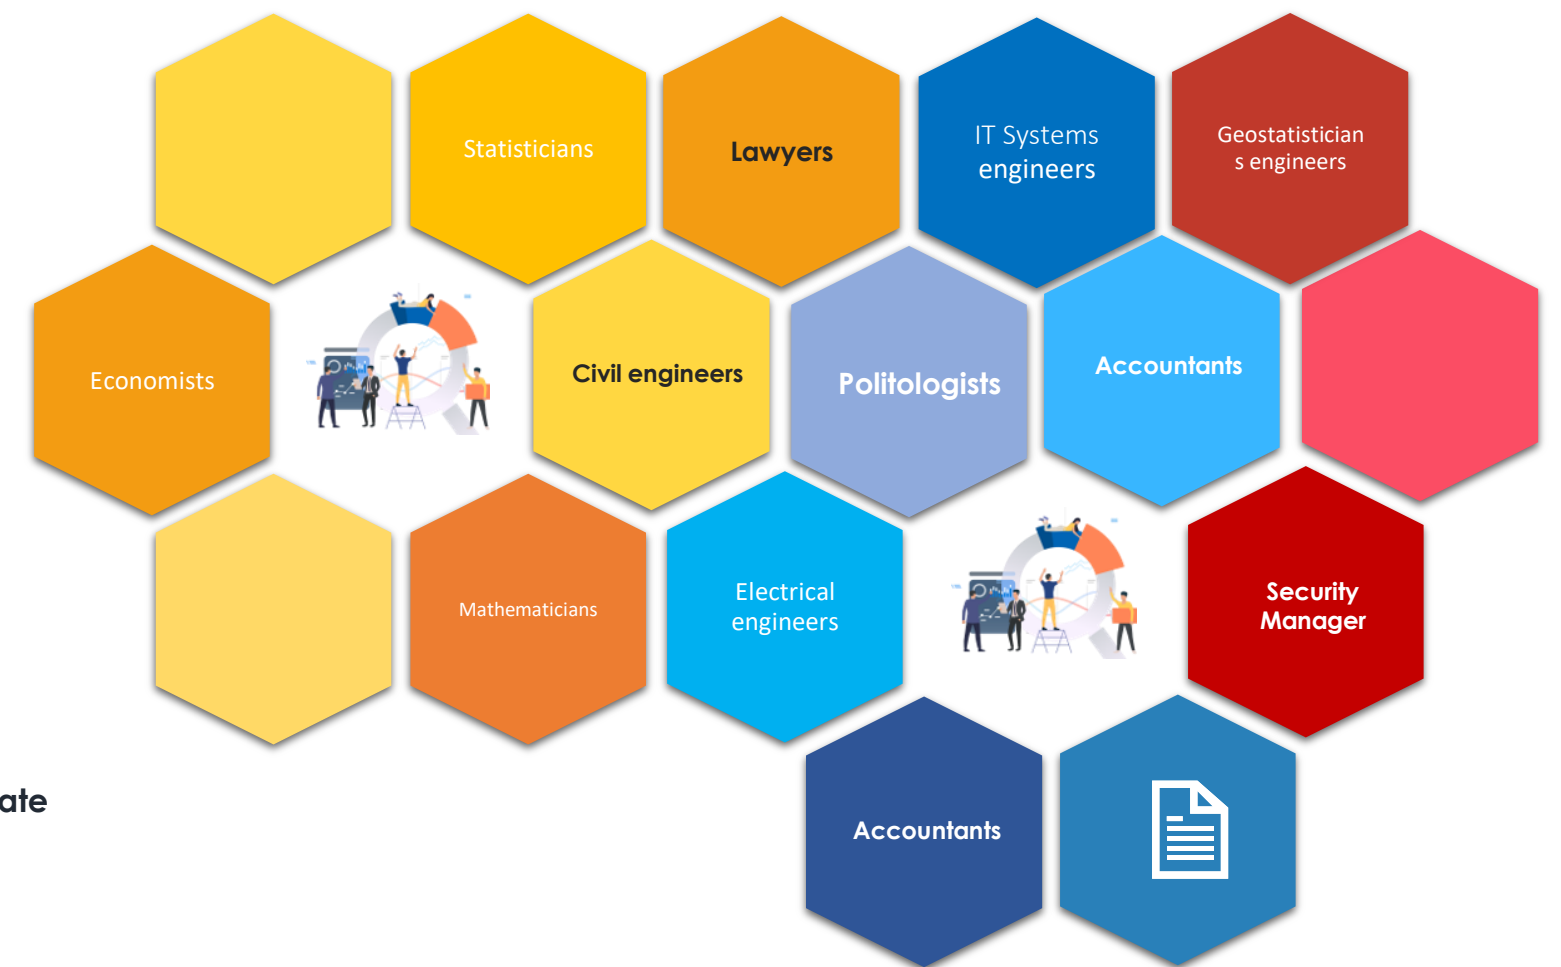 Statisticians
Lawyers
IT Systems
engineers
Geostatistician
s engineers
Economists
Civil engineers
Politologists
Accountants
Mathematicians
Electrical
engineers
Security
Manager
ate
Accountants